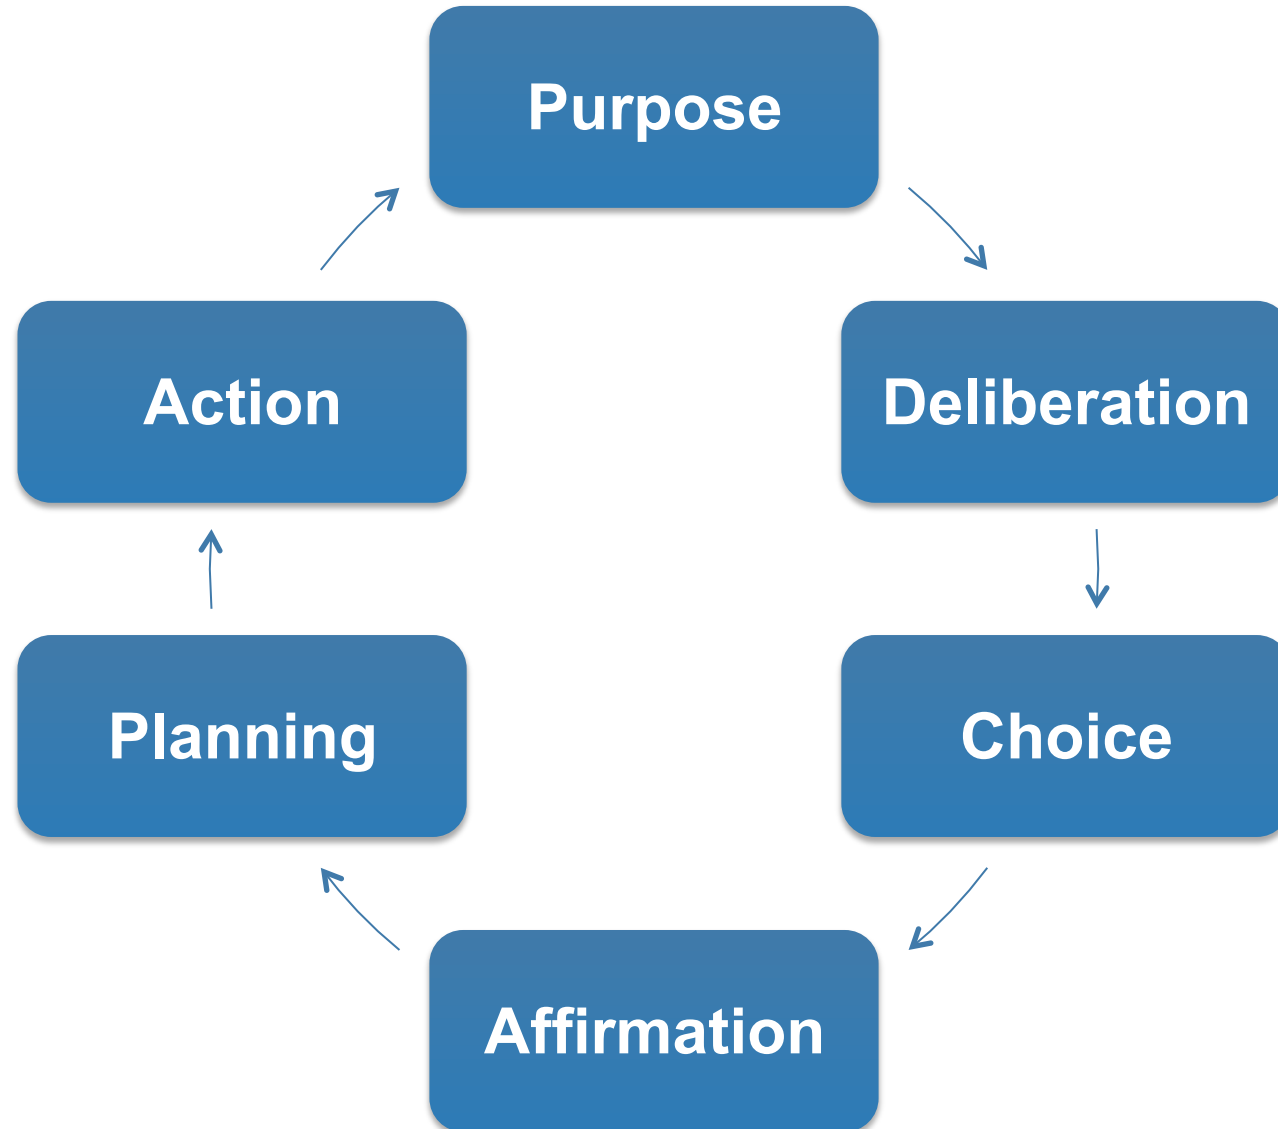 Purpose
Deliberation
Choice
Affirmation
Planning
Action